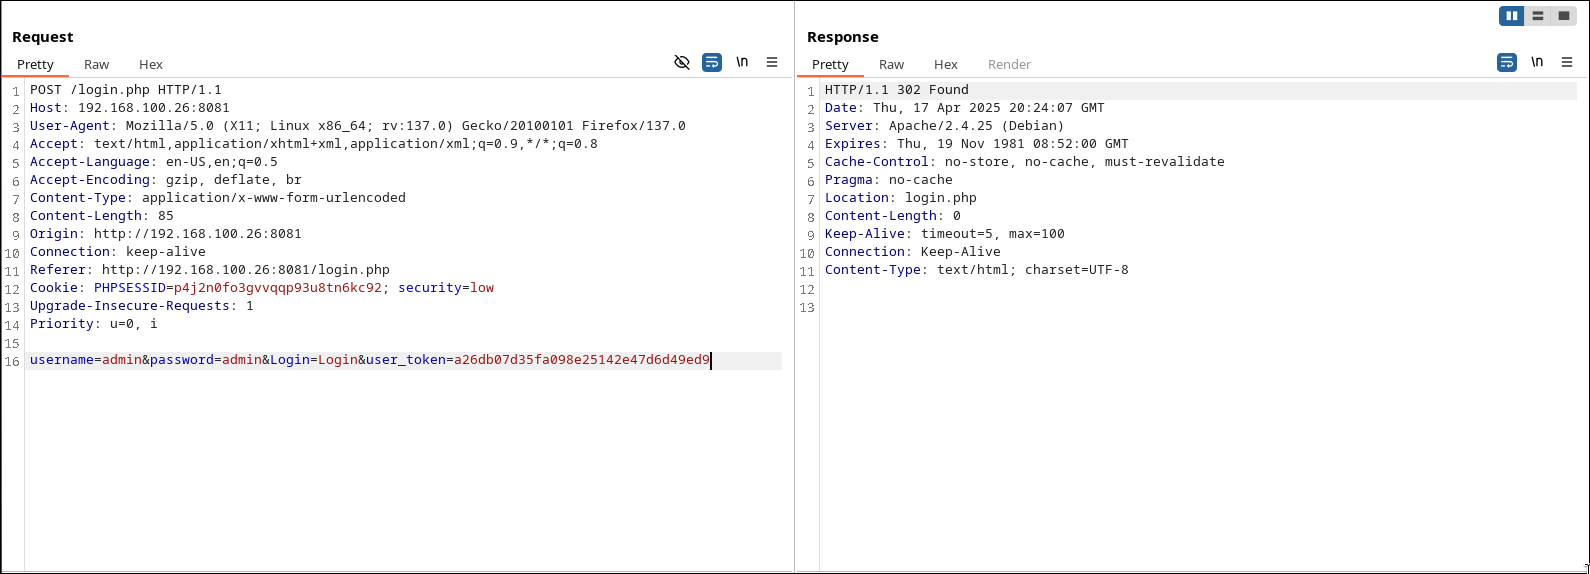 Request
Pretty Raw Hex
\n
1 POST /login.php HTTP/1.1
2 Host: 192.168.100.26:8081
3 User-Agent: Mozilla/5.0 (X11; Linux x86_64; rv:137.0) Gecko/20100101 Firefox/137.0
4 Accept: text/html,application/xhtml+xml,application/xml;q=0.9,*/*;q=0.8
5 Accept-Language: en-US,en;q=0.5
6 Accept-Encoding: gzip, deflate, br
7 Content-Type: application/x-www-form-urlencoded
8 Content-Length: 85
9 Origin: http://192.168.100.26:8081
10 Connection: keep-alive
11 Referer: http://192.168.100.26:8081/login.php
12 Cookie: PHPSESSID=p4j2n0fo3gvvqqp93u8tn6kc92; security=low
13 Upgrade-Insecure-Requests: 1
14 Priority: u=0, i
15
16 username=admin&password=admin&Login=Login&user_token=a26db07d35fa098e25142e47d6d49ed9
Response
Pretty Raw Hex Render
\n
1 HTTP/1.1 302 Found
2 Date: Thu, 17 Apr 2025 20:24:07 GMT
3 Server: Apache/2.4.25 (Debian)
4 Expires: Thu, 19 Nov 1981 08:52:00 GMT
5 Cache-Control: no-store, no-cache, must-revalidate
6 Pragma: no-cache
7 Location: login.php
8 Content-Length: 0
9 Keep-Alive: timeout=5, max=100
10 Connection: Keep-Alive
11 Content-Type: text/html; charset=UTF-8
12
13